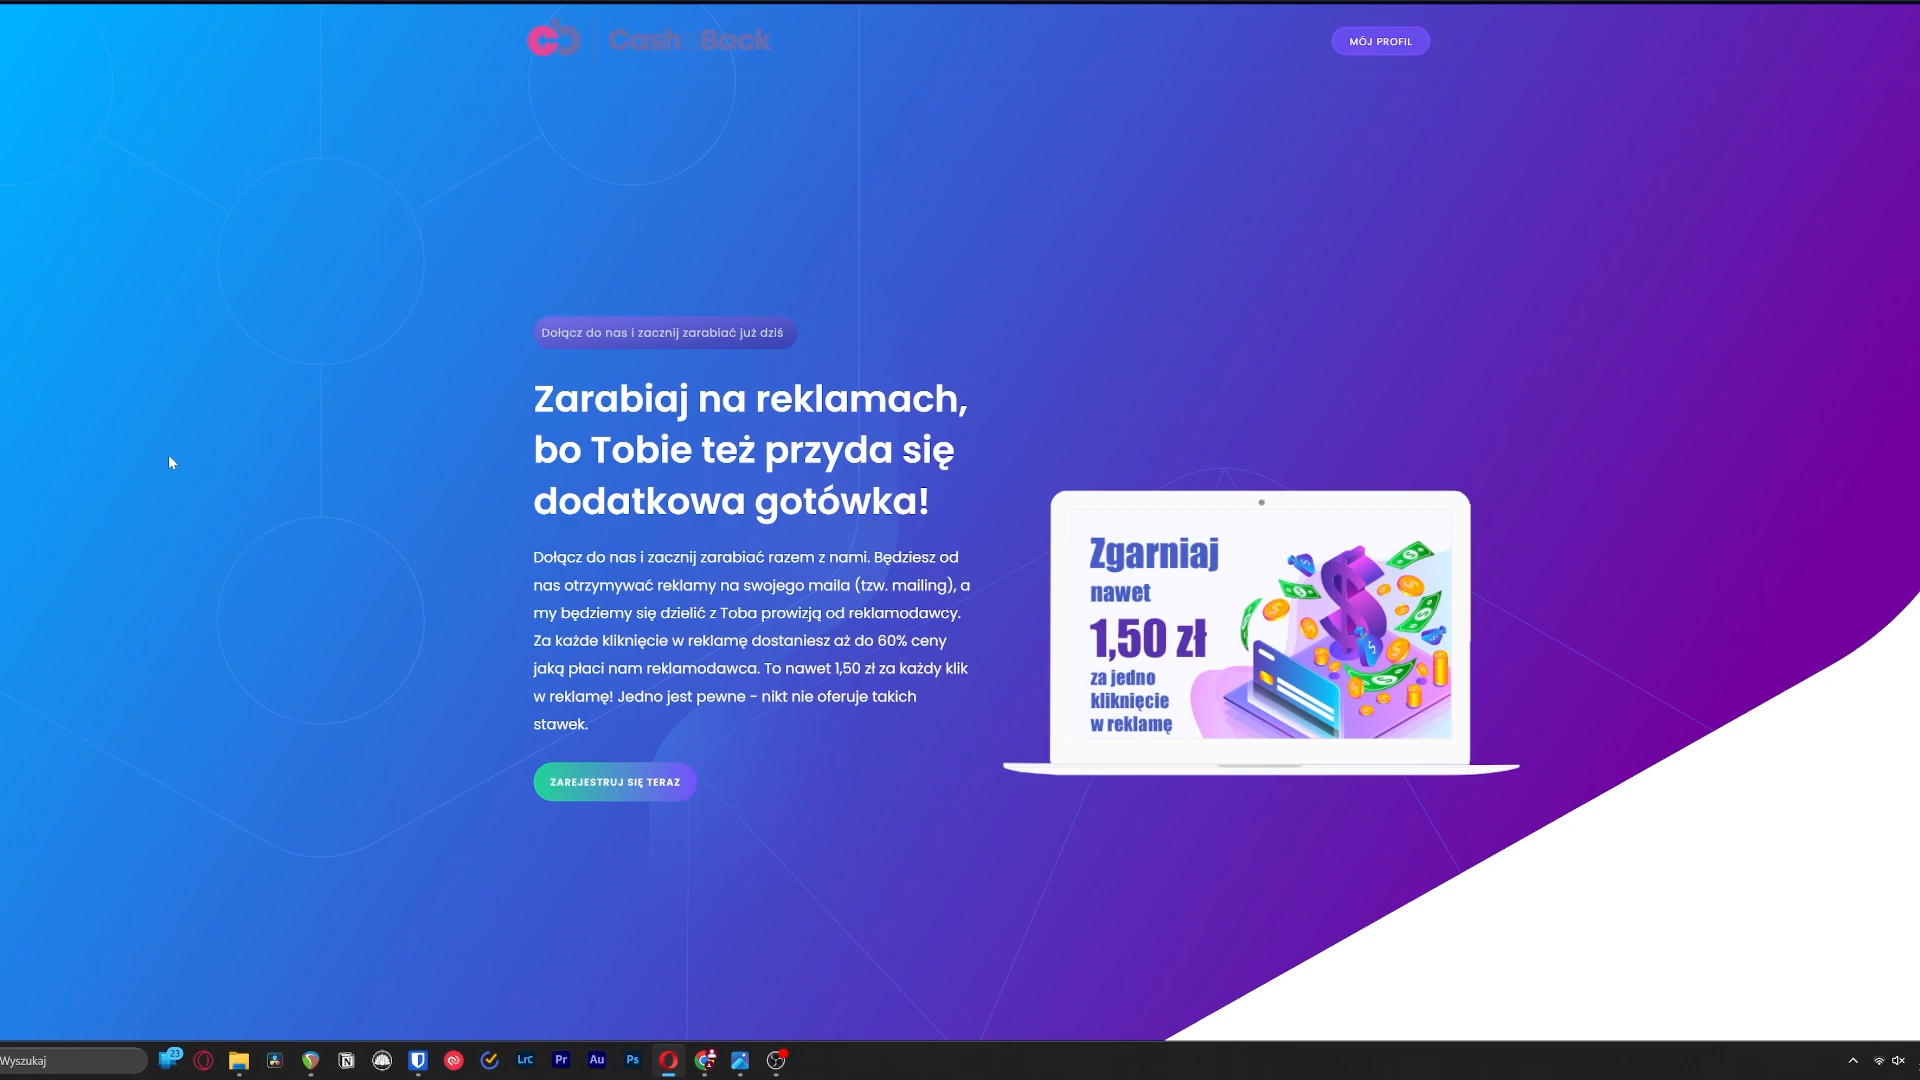 Cash Back
MÓJ PROFIL
Dołącz do nas i zacznij zarabiać już dziś
Zarabiaj na reklamach,
bo Tobie też przyda się
dodatkowa gotówka!
Dołącz do nas i zacznij zarabiać razem z nami. Będziesz od
nas otrzymywać reklamy na swojego maila (tzw. mailing), a
my będziemy się dzielić z Toba prowizją od reklamodawcy.
Za każde kliknięcie w reklamę dostaniesz aż do 60% ceny
jaką płaci nam reklamodawca. To nawet 1,50 zł za każdy klik
w reklamę! Jedno jest pewne - nikt nie oferuje takich
stawek.
ZAREJESTRUJ SIĘ TERAZ
Zgarniaj
nawet
1,50 zł
za jedno
kliknięcie
w reklamę
Wyszukaj
23
LrC
Pr
Au
Ps